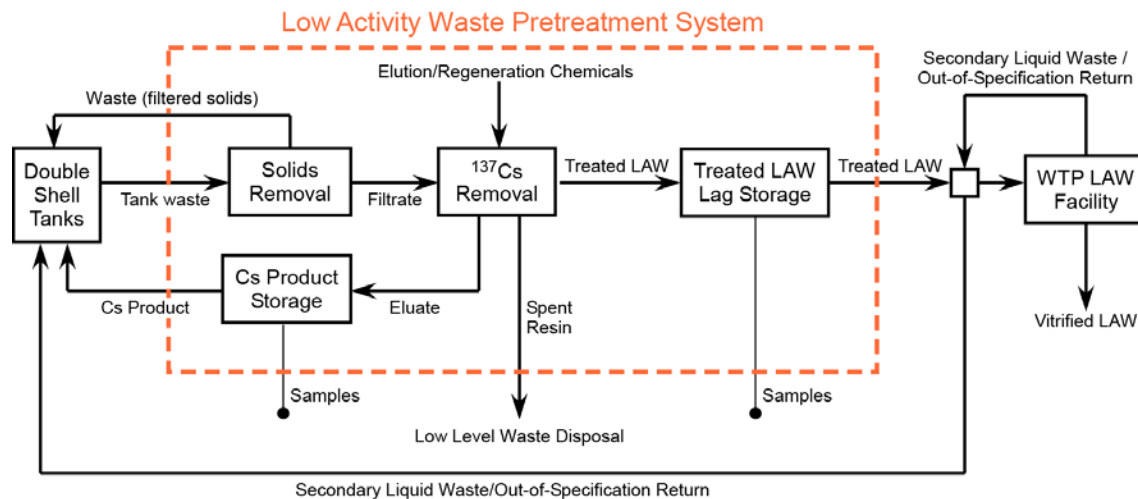 Low Activity Waste Pretreatment System
Elution/Regeneration Chemicals
Secondary Liquid Waste /
Out-of-Specification Return
Waste (filtered solids)
Double
Shell
Tanks
Tank waste
Solids
Removal
Filtrate
¹³⁷Cs
Removal
Treated LAW
Treated LAW
Lag Storage
Treated LAW
WTP LAW
Facility
Cs Product
Cs Product
Storage
Eluate
Spent
Resin
Vitrified LAW
Samples
Samples
Low Level Waste Disposal
Secondary Liquid Waste/Out-of-Specification Return